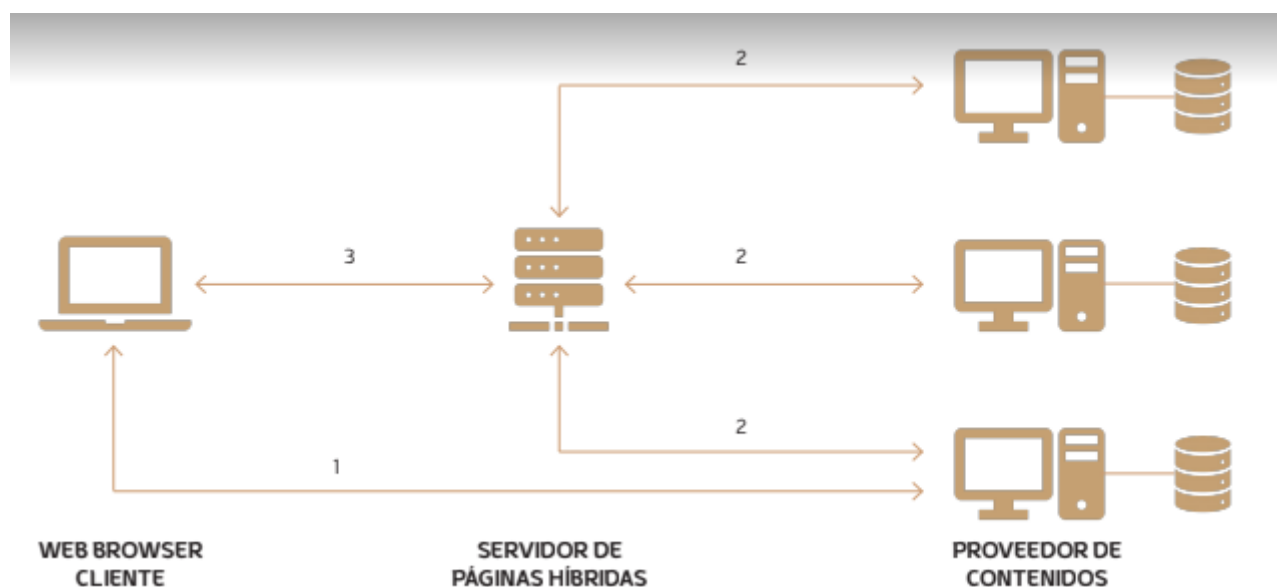 2
3
2
2
1
WEB BROWSER
CLIENTE
SERVIDOR DE
PÁGINAS HÍBRIDAS
PROVEEDOR DE
CONTENIDOS